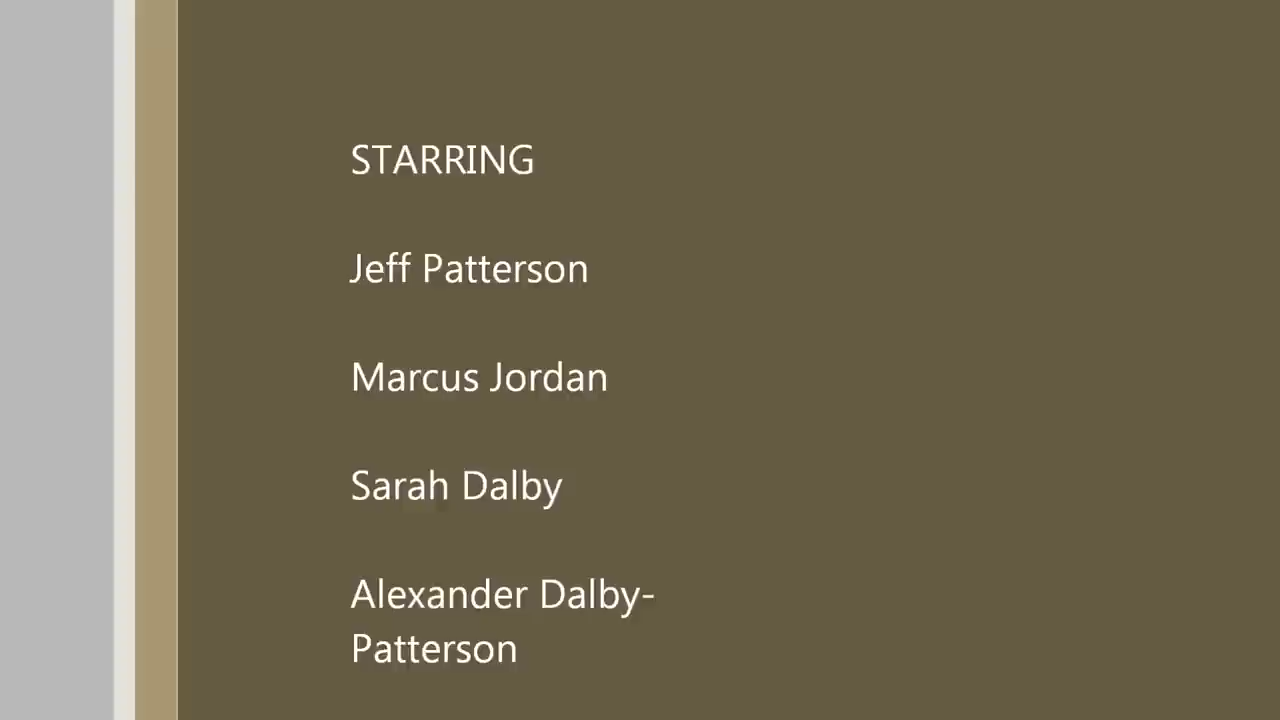 STARRING
Jeff Patterson
Marcus Jordan
Sarah Dalby
Alexander Dalby-
Patterson